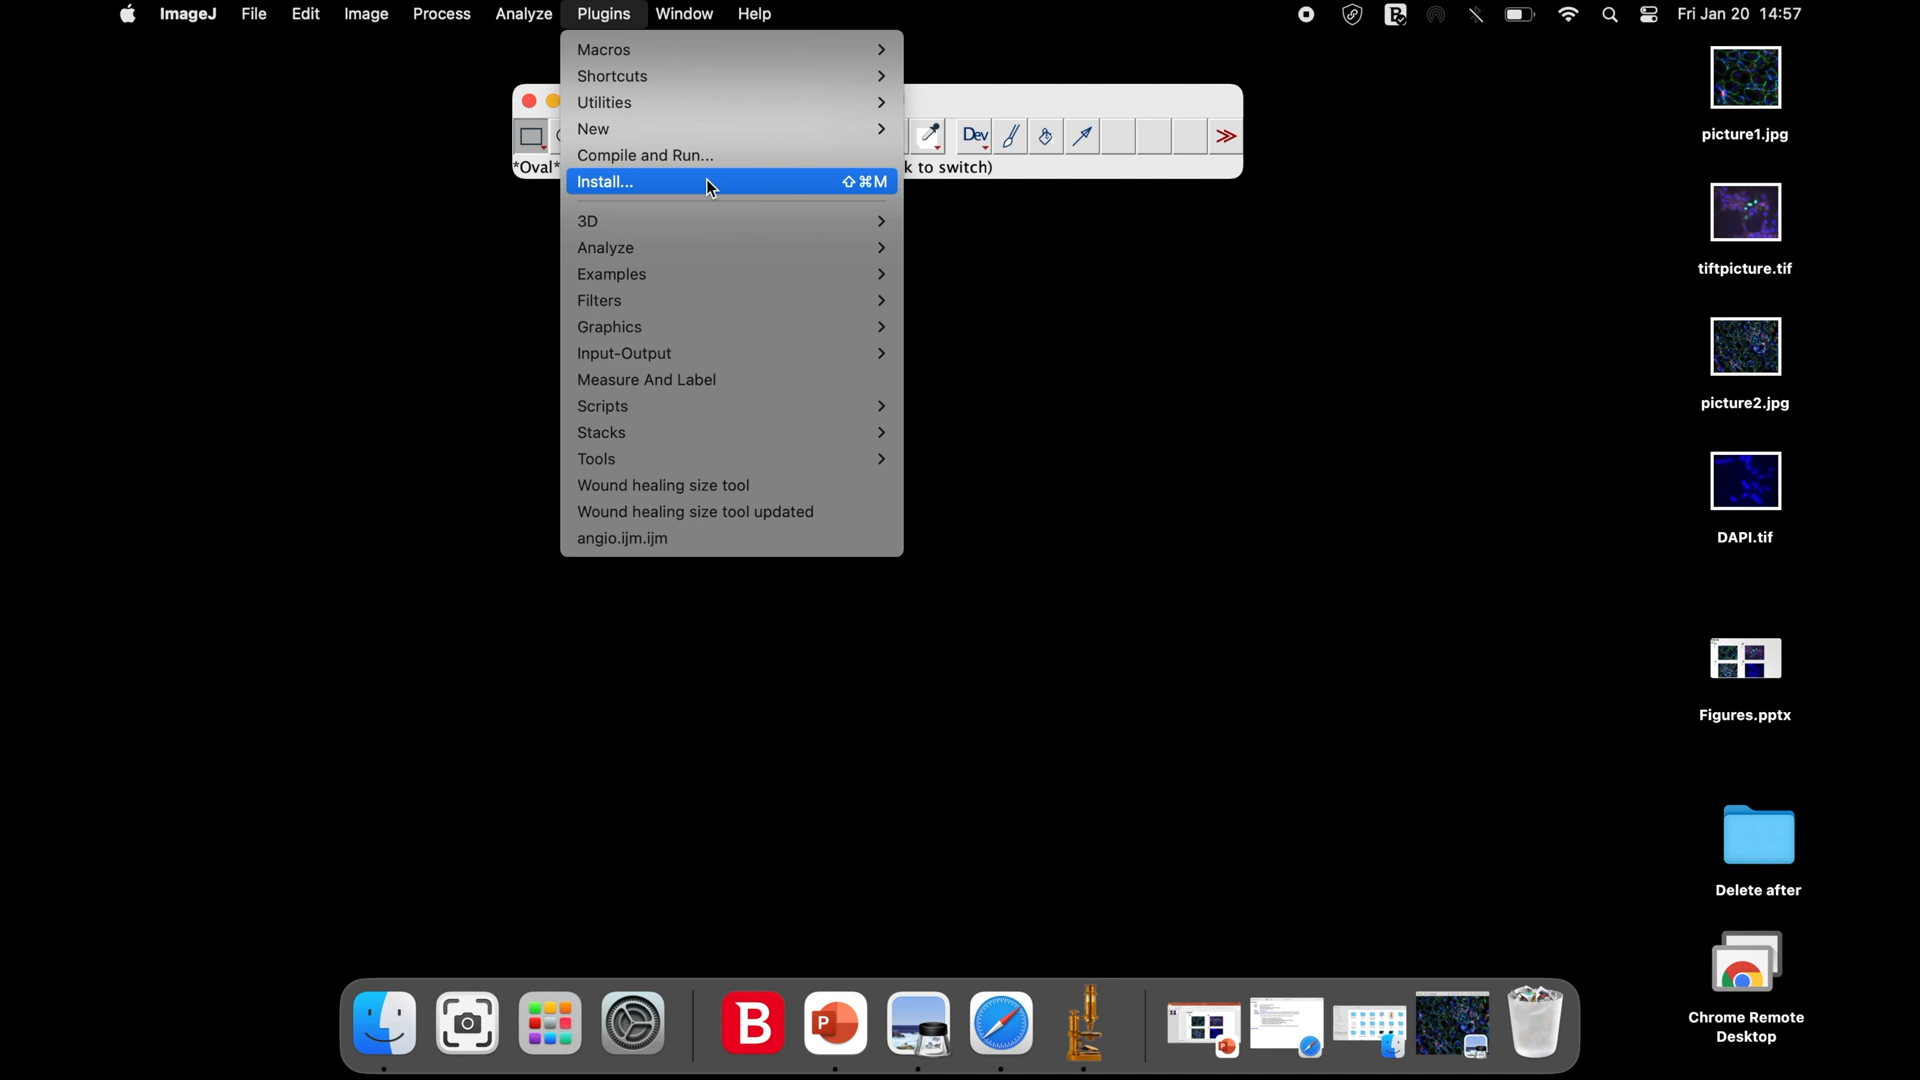 ImageJ File Edit Image Process Analyze Plugins Window Help Fri Jan 20 14:57
Macros
Shortcuts
Utilities
New
Compile and Run...
Install... ⇧⌘M
3D
Analyze
Examples
Filters
Graphics
Input-Output
Measure And Label
Scripts
Stacks
Tools
Wound healing size tool
Wound healing size tool updated
angio.ijm.ijm
Dev
*Oval*
k to switch)
picture1.jpg
tiftpicture.tif
picture2.jpg
DAPI.tif
Figures.pptx
Delete after
Chrome Remote
Desktop
B
P